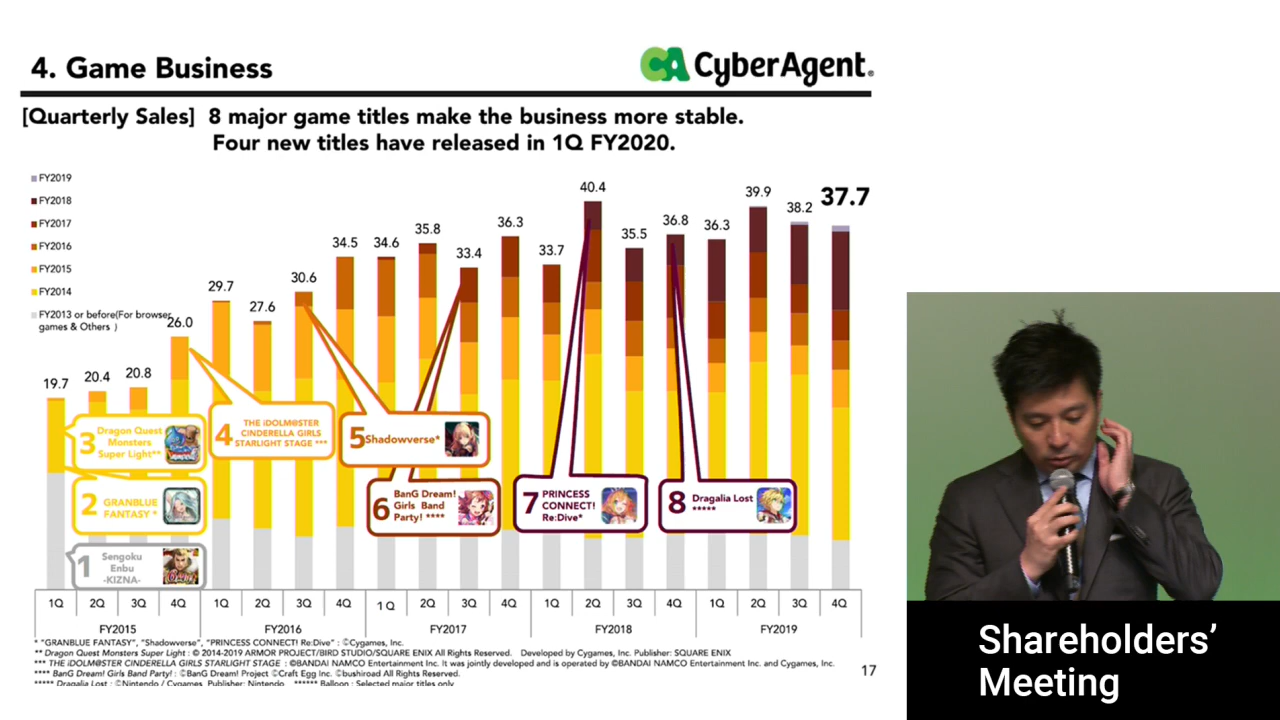 4. Game Business
CyberAgent
[Quarterly Sales] 8 major game titles make the business more stable.
Four new titles have released in 1Q FY2020.
FY2019
FY2018
FY2017
FY2016
FY2015
FY2014
FY2013 or before(For browser
games & Others )
19.7
20.4
20.8
26.0
29.7
27.6
30.6
34.5
34.6
35.8
33.4
36.3
33.7
40.4
35.5
36.8
36.3
39.9
38.2
37.7
3 Dragon Quest
Monsters
Super Light**
2 GRANBLUE
FANTASY *
1 Sengoku
Enbu
-KIZNA-
4 THE iDOLM@STER
CINDERELLA GIRLS
STARLIGHT STAGE ***
5 Shadowverse*
6 BanG Dream!
Girls Band
Party! ****
7 PRINCESS
CONNECT!
Re:Dive*
8 Dragalia Lost
*****
1Q 2Q 3Q 4Q 1Q 2Q 3Q 4Q 1Q 2Q 3Q 4Q 1Q 2Q 3Q 4Q 1Q 2Q 3Q 4Q
FY2015 FY2016 FY2017 FY2018 FY2019
* "GRANBLUE FANTASY", "Shadowverse", "PRINCESS CONNECT! Re:Dive" : ©Cygames, Inc.
** Dragon Quest Monsters Super Light : © 2014-2019 ARMOR PROJECT/BIRD STUDIO/SQUARE ENIX All Rights Reserved. Developed by Cygames, Inc. Publisher: SQUARE ENIX
*** THE iDOLM@STER CINDERELLA GIRLS STARLIGHT STAGE : ©BANDAI NAMCO Entertainment Inc. It was jointly developed and is operated by ©BANDAI NAMCO Entertainment Inc. and Cygames, Inc.
**** BanG Dream! Girls Band Party! : ©BanG Dream! Project ©Craft Egg Inc. ©bushiroad All Rights Reserved.
***** Dragalia Lost : ©Nintendo / Cygames, Publisher: Nintendo ****** Balloon : Selected major titles only
17
Shareholders'
Meeting